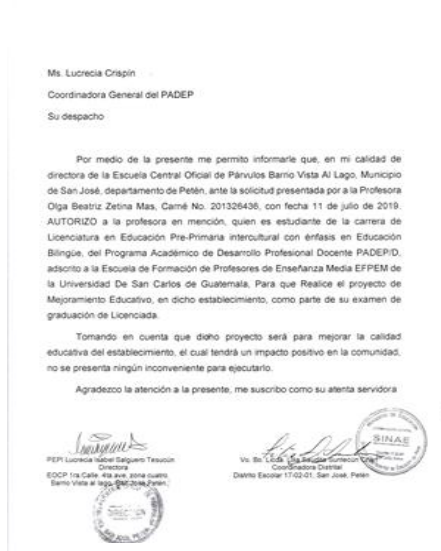 Ms. Lucrecia Crispín
Coordinadora General del PADEP
Su despacho
Por medio de la presente me permito informarle que, en mi calidad de
directora de la Escuela Central Oficial de Párvulos Barrio Vista Al Lago, Municipio
de San José, departamento de Petén, ante la solicitud presentada por a la Profesora
Olga Beatriz Zetina Mas, Carné No. 201326436, con fecha 11 de julio de 2019.
AUTORIZO a la profesora en mención, quien es estudiante de la carrera de
Licenciatura en Educación Pre-Primaria intercultural con énfasis en Educación
Bilingüe, del Programa Académico de Desarrollo Profesional Docente PADEP/D,
adscrito a la Escuela de Formación de Profesores de Enseñanza Media EFPEM de
la Universidad De San Carlos de Guatemala, Para que Realice el proyecto de
Mejoramiento Educativo, en dicho establecimiento, como parte de su examen de
graduación de Licenciada.
Tomando en cuenta que dicho proyecto será para mejorar la calidad
educativa del establecimiento, el cual tendrá un impacto positivo en la comunidad,
no se presenta ningún inconveniente para ejecutarlo.
Agradezco la atención a la presente, me suscribo como su atenta servidora
PEPI Lucrecia Isabel Salguero Tesucún
Directora
EOCP 1ra Calle 4ta ave. zona cuatro
Barrio Vista al lago, San José, Petén.
Vo. Bo. Licda.
Coordinadora Distrital
Distrito Escolar 17-02-01, San José, Petén
SINAE